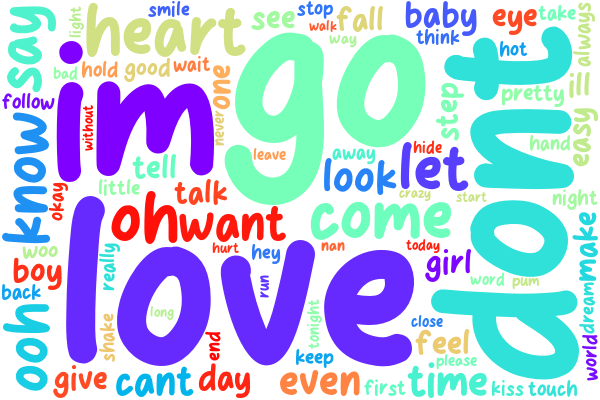 say
light
heart
smile
see
stop
walk
way
fall
baby
think
eye
take
hot
always
bad
hold
good
wait
im
go
dont
follow
without
never
one
step
pretty
ill
easy
know
okay
tell
leave
away
hide
look
let
hand
little
talk
crazy
start
night
oh
want
come
woo
boy
really
love
hurt
hey
nan
today
girl
make
back
run
word
pum
dream
world
ooh
shake
long
end
tonight
close
feel
keep
please
give
cant
day
even
first
time
kiss
touch